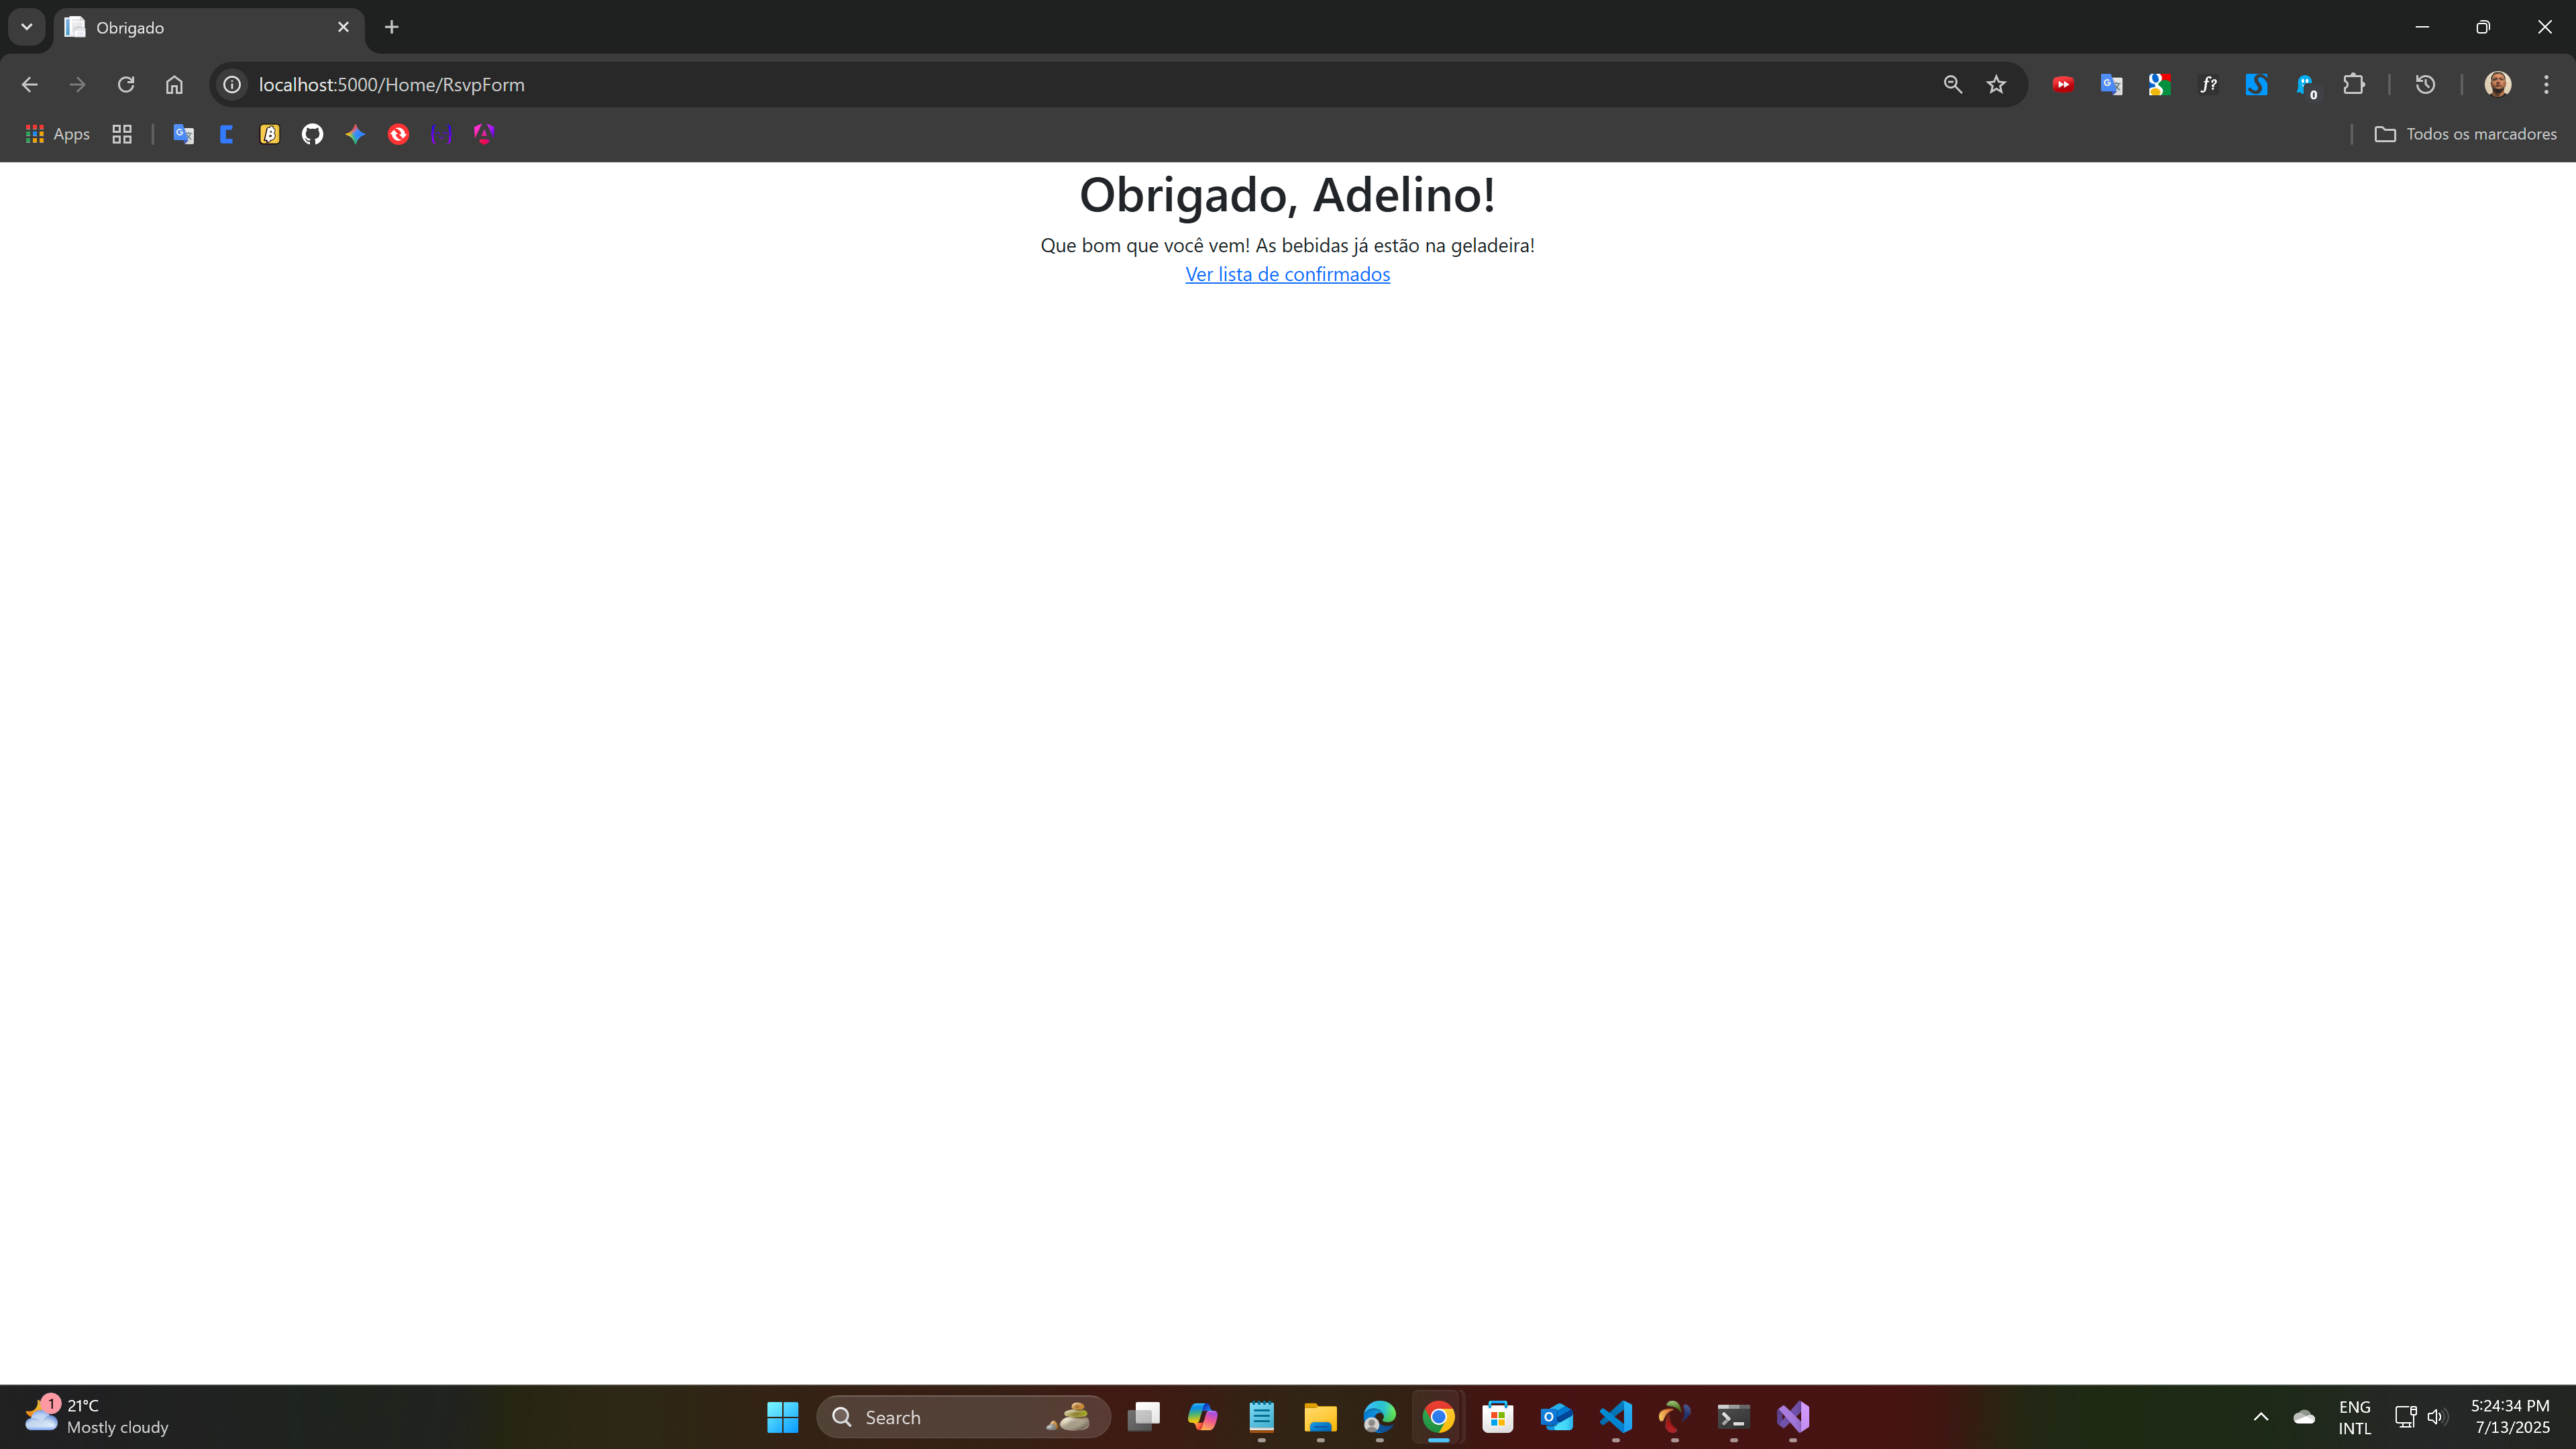 Obrigado
localhost:5000/Home/RsvpForm
f?
0
Apps
Todos os marcadores
Obrigado, Adelino!
Que bom que você vem! As bebidas já estão na geladeira!
Ver lista de confirmados
1
21°C
Mostly cloudy
Search
ENG
INTL
5:24:34 PM
7/13/2025